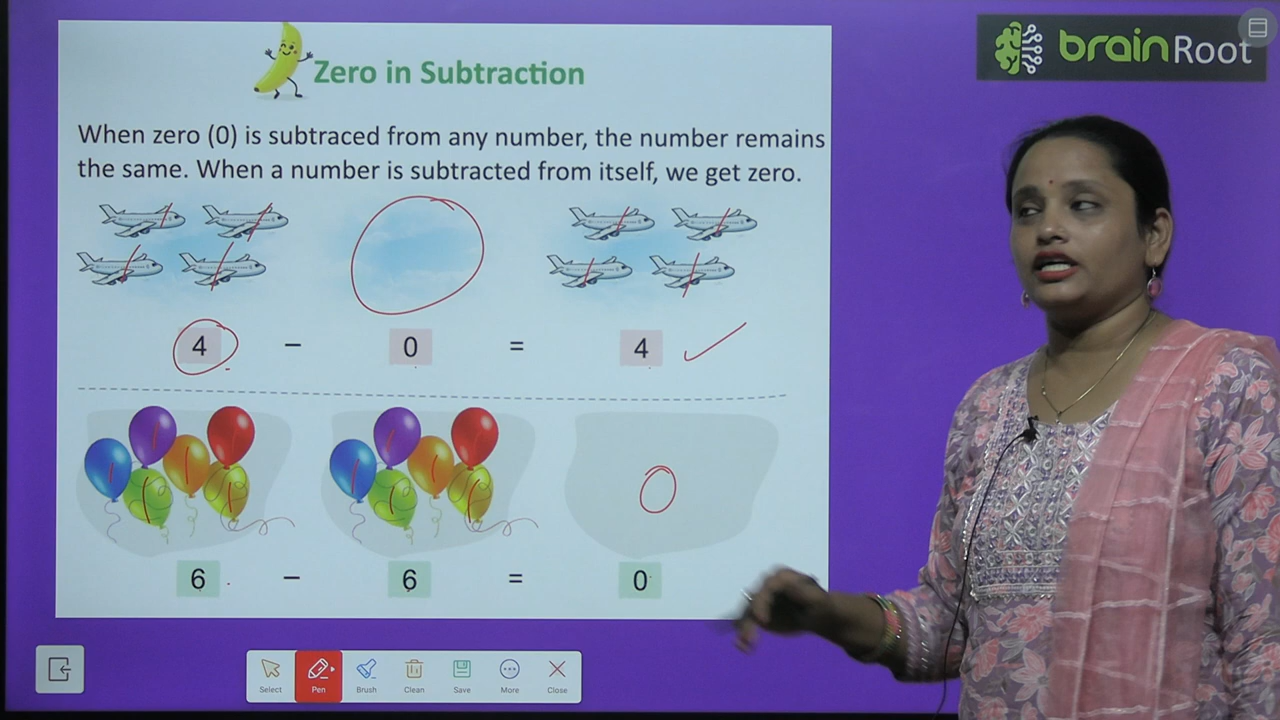 brainRoot
Zero in Subtraction
When zero (0) is subtraced from any number, the number remains
the same. When a number is subtracted from itself, we get zero.
4 − 0 = 4
0
6 − 6 = 0
Select Pen Brush Clean Save More Close